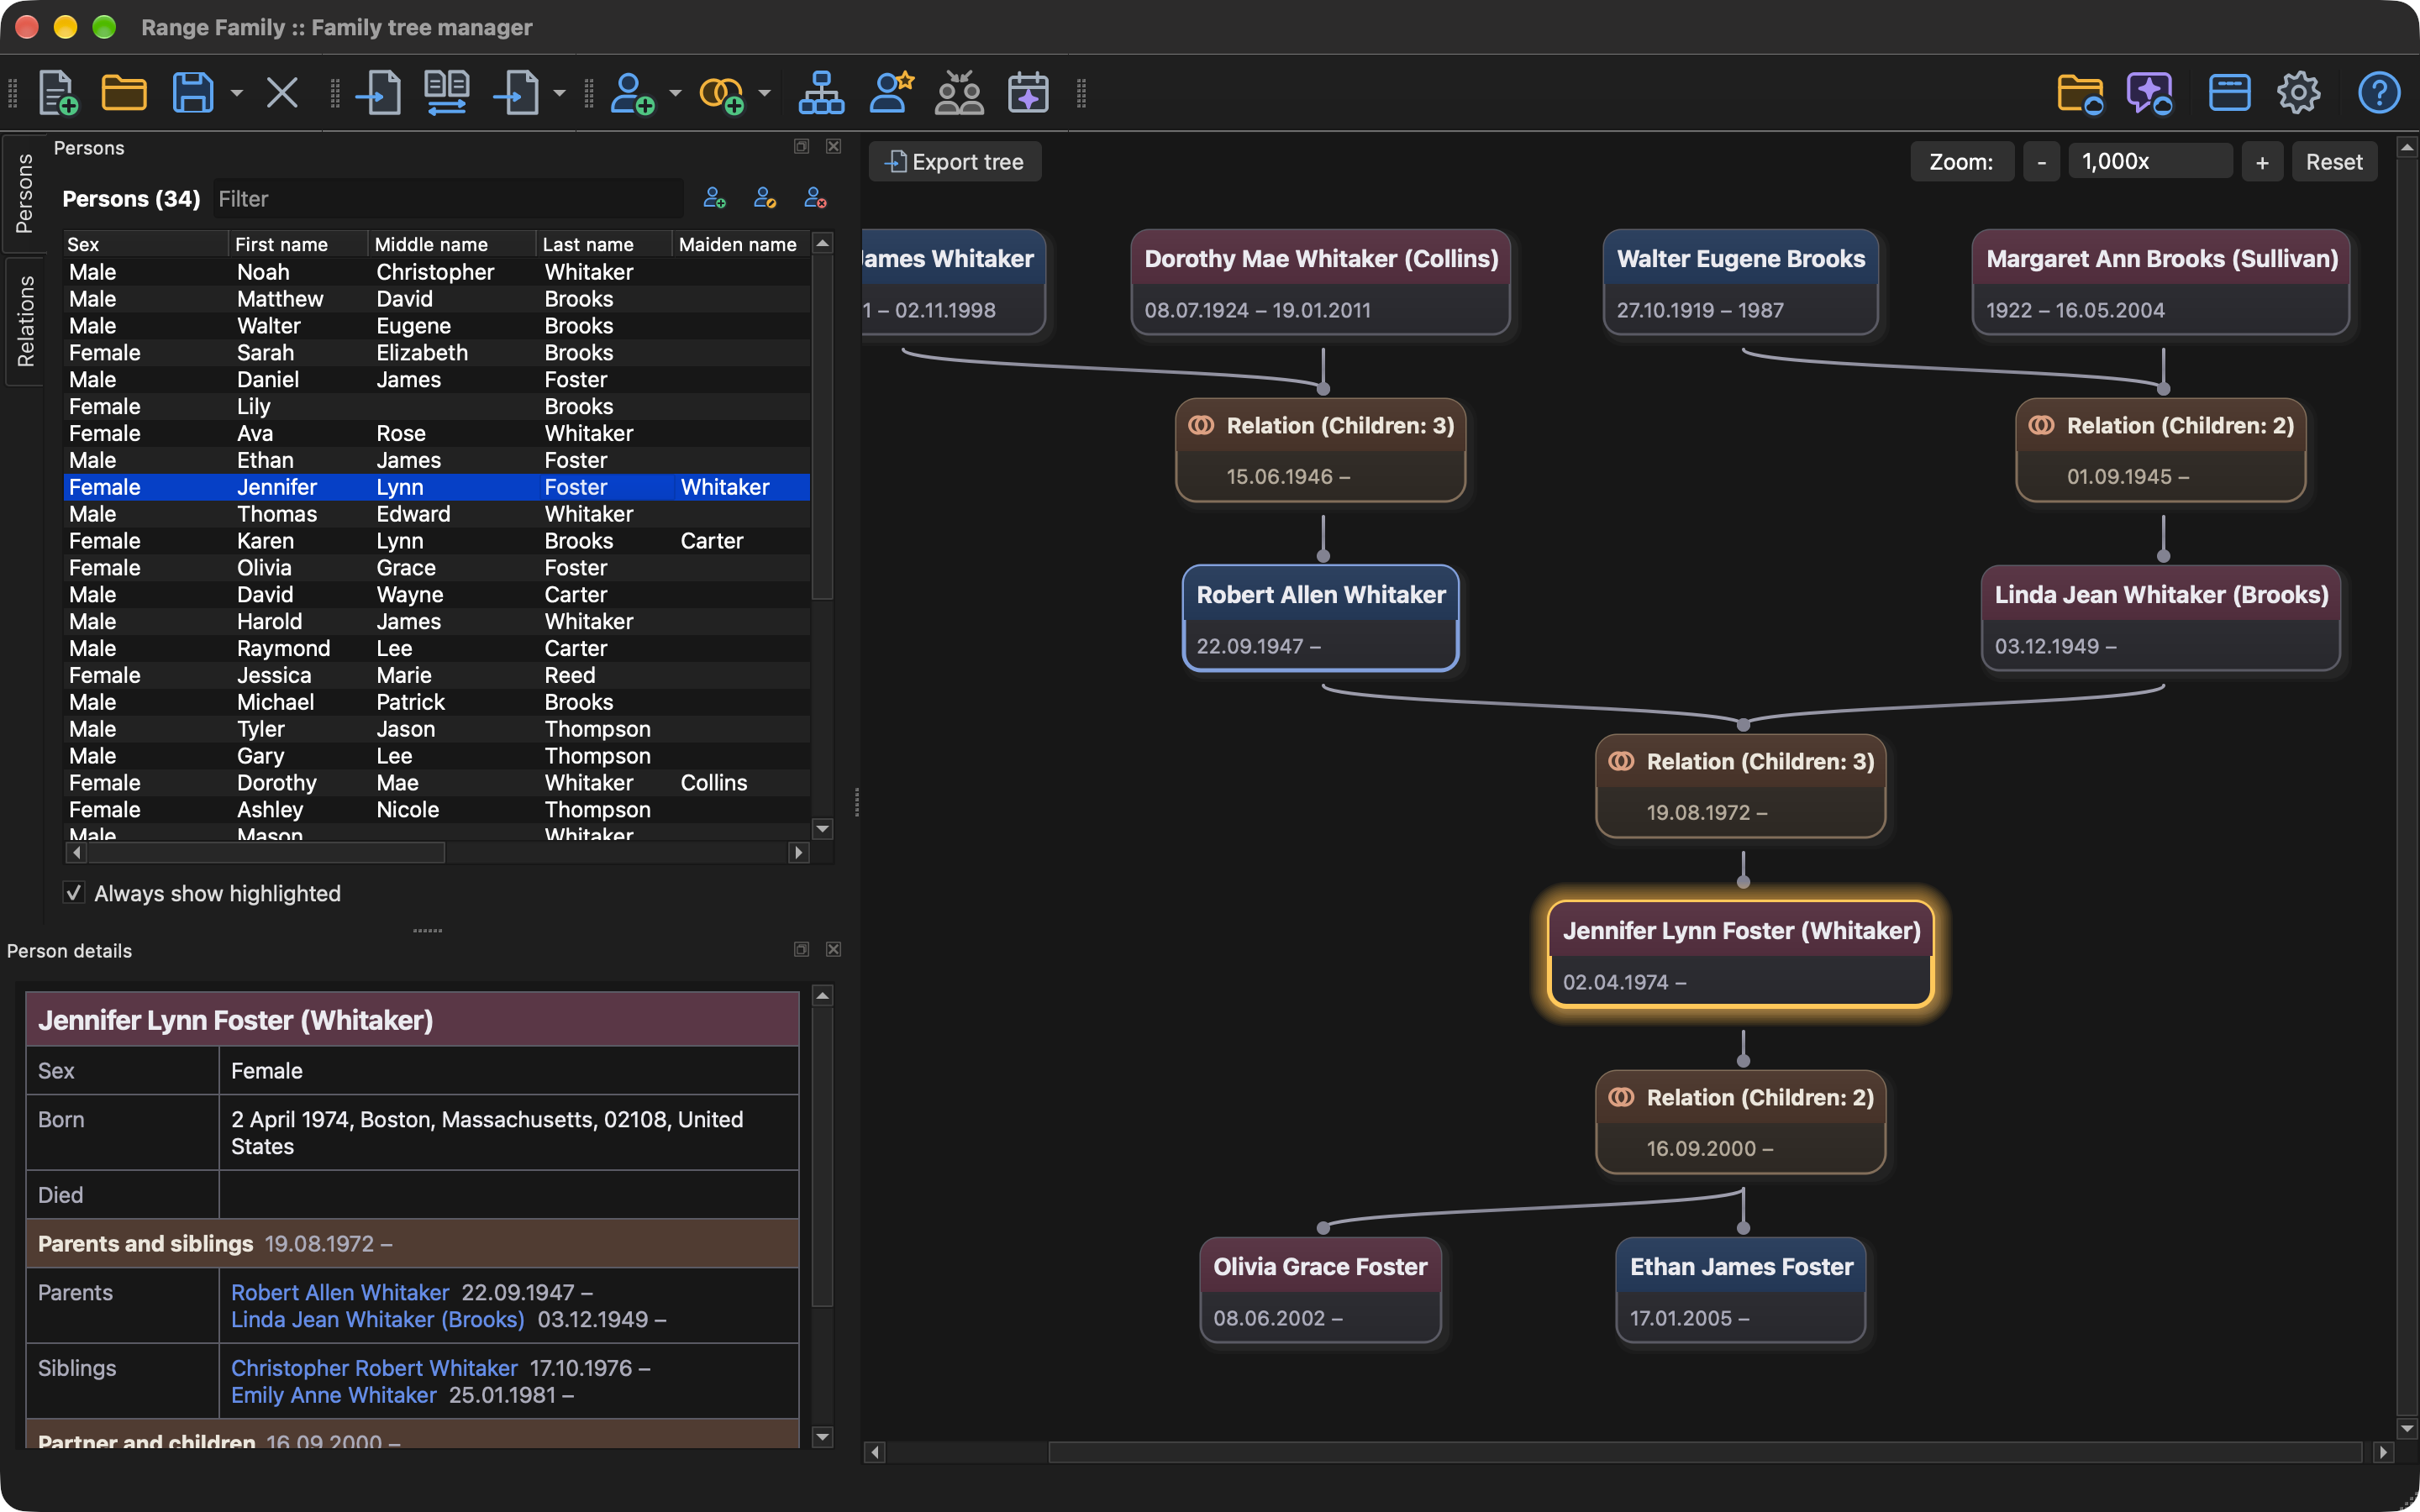 Range Family :: Family tree manager
Persons
Relations
Persons
Persons (34) Filter
Sex First name Middle name Last name Maiden name
Male Noah Christopher Whitaker
Male Matthew David Brooks
Male Walter Eugene Brooks
Female Sarah Elizabeth Brooks
Male Daniel James Foster
Female Lily Brooks
Female Ava Rose Whitaker
Male Ethan James Foster
Female Jennifer Lynn Foster Whitaker
Male Thomas Edward Whitaker
Female Karen Lynn Brooks Carter
Female Olivia Grace Foster
Male David Wayne Carter
Male Harold James Whitaker
Male Raymond Lee Carter
Female Jessica Marie Reed
Male Michael Patrick Brooks
Male Tyler Jason Thompson
Male Gary Lee Thompson
Female Dorothy Mae Whitaker Collins
Female Ashley Nicole Thompson
Male Mason Whitaker
Always show highlighted
Person details
Jennifer Lynn Foster (Whitaker)
Sex Female
Born 2 April 1974, Boston, Massachusetts, 02108, United
States
Died
Parents and siblings 19.08.1972 –
Parents Robert Allen Whitaker 22.09.1947 –
Linda Jean Whitaker (Brooks) 03.12.1949 –
Siblings Christopher Robert Whitaker 17.10.1976 –
Emily Anne Whitaker 25.01.1981 –
Partner and children 16.09.2000 –
Export tree
Zoom: - 1,000x + Reset
James Whitaker
1 – 02.11.1998
Dorothy Mae Whitaker (Collins)
08.07.1924 – 19.01.2011
Walter Eugene Brooks
27.10.1919 – 1987
Margaret Ann Brooks (Sullivan)
1922 – 16.05.2004
Relation (Children: 3)
15.06.1946 –
Relation (Children: 2)
01.09.1945 –
Robert Allen Whitaker
22.09.1947 –
Linda Jean Whitaker (Brooks)
03.12.1949 –
Relation (Children: 3)
19.08.1972 –
Jennifer Lynn Foster (Whitaker)
02.04.1974 –
Relation (Children: 2)
16.09.2000 –
Olivia Grace Foster
08.06.2002 –
Ethan James Foster
17.01.2005 –